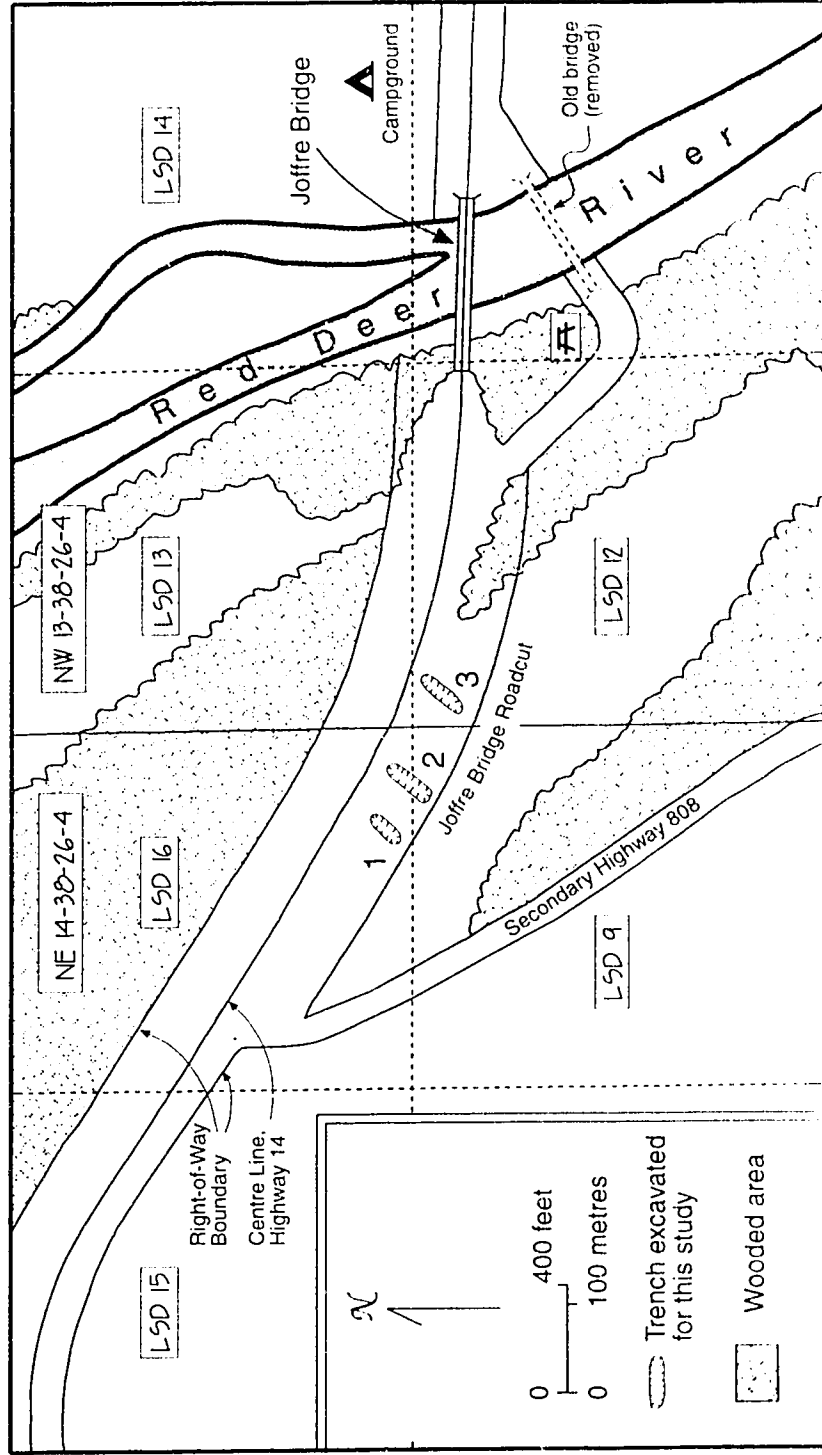 LSD 15
NE 14-38-26-4
LSD 16
NW 13-38-26-4
LSD 13
LSD 14
Joffre Bridge
Campground
Red Deer River
Old bridge
(removed)
Right-of-Way
Boundary
Centre Line,
Highway 14
1
2
3
Joffre Bridge Roadcut
Secondary Highway 808
LSD 9
LSD 12
N
0 400 feet
0 100 metres
Trench excavated
for this study
Wooded area